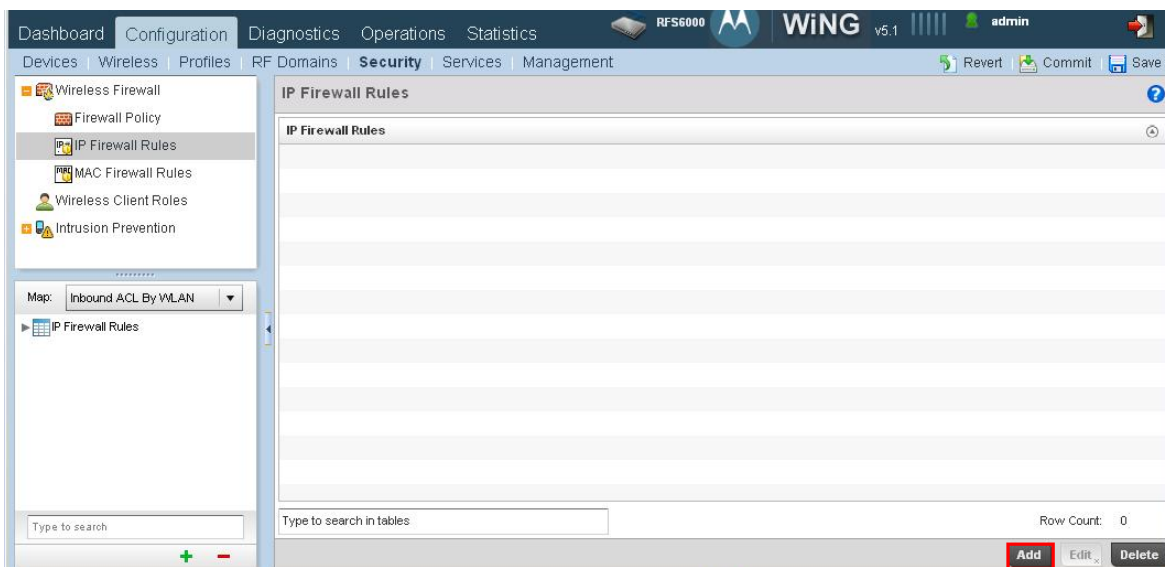 Dashboard Configuration Diagnostics Operations Statistics RFS6000 WiNG v5.1 admin
Devices Wireless Profiles RF Domains Security Services Management Revert Commit Save
Wireless Firewall
Firewall Policy
IP Firewall Rules
MAC Firewall Rules
Wireless Client Roles
Intrusion Prevention
Map: Inbound ACL By WLAN
IP Firewall Rules
Type to search
IP Firewall Rules
IP Firewall Rules
Type to search in tables
Row Count: 0
Add Edit Delete